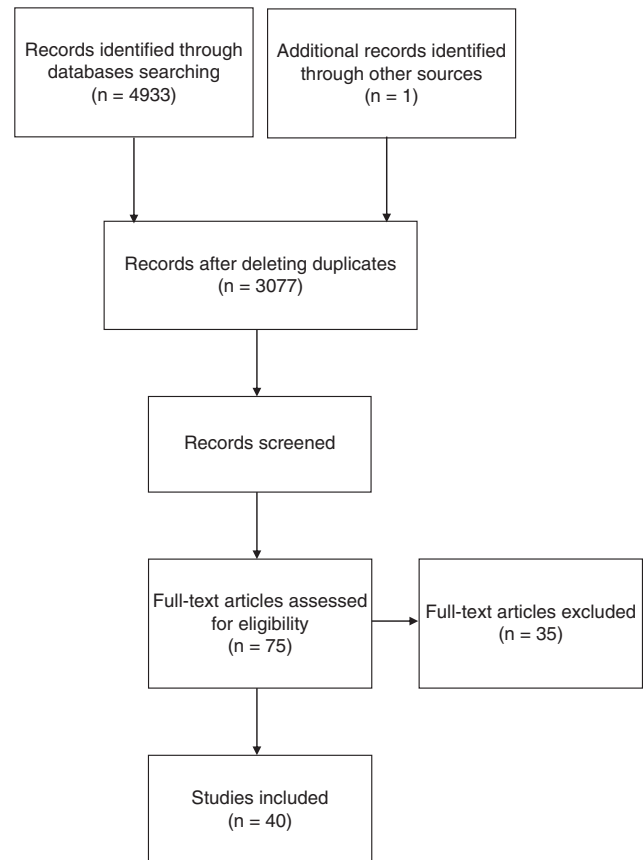 Records identified through
databases searching
(n = 4933)
Additional records identified
through other sources
(n = 1)
Records after deleting duplicates
(n = 3077)
Records screened
Full-text articles assessed
for eligibility
(n = 75)
Full-text articles excluded
(n = 35)
Studies included
(n = 40)